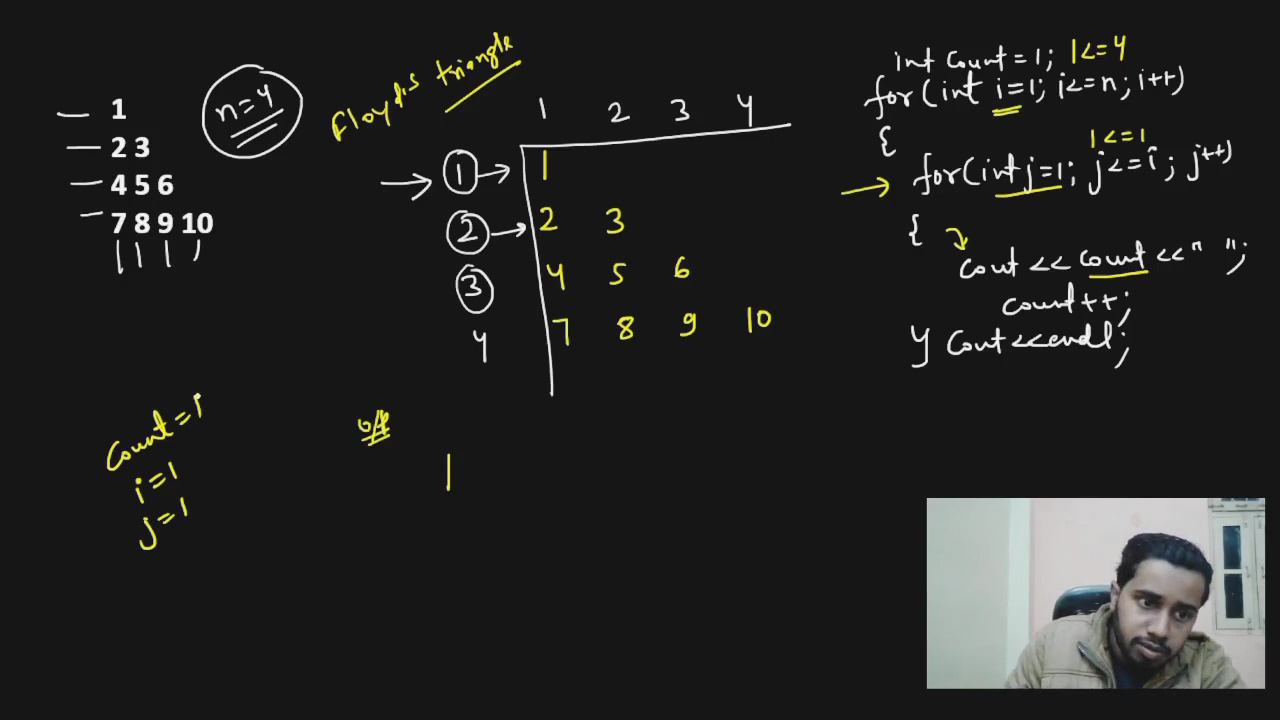 1
2 3
4 5 6
7 8 9 10
n=4
Floyd's triangle
1 2 3 4
1 1
2 2 3
3 4 5 6
4 7 8 9 10
int count = 1; 1<=4
for(int i=1; i<=n; i++)
{
1<=1
for(int j=1; j<=i; j++)
{
cout << count <<" ";
count++;
} cout<<endl;
count=1
i=1
j=1
o/p
1